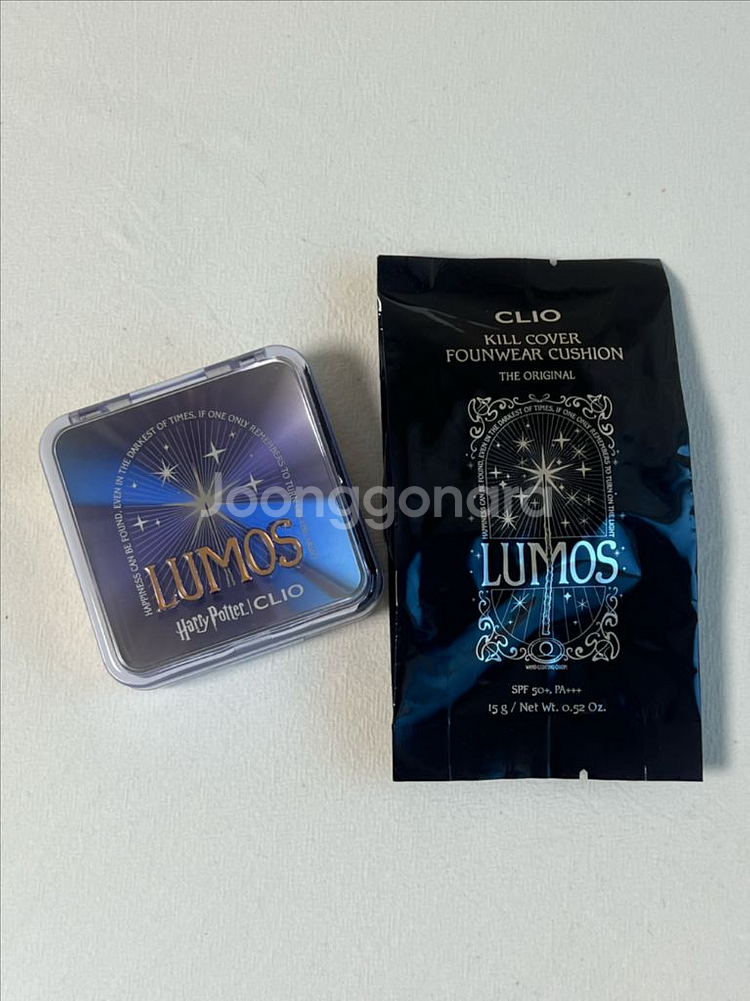 HAPPINESS CAN BE FOUND, EVEN IN THE DARKEST OF TIMES, IF ONE ONLY REMEMBERS TO TURN
LUMOS
Harry Potter | CLIO
CLIO
KILL COVER
FOUNWEAR CUSHION
THE ORIGINAL
HAPPINESS CAN BE FOUND, EVEN IN THE DARKEST OF TIMES, IF ONE ONLY REMEMBERS TO TURN ON THE LIGHT
LUMOS
WAND-LIGHTING CHARM
SPF 50+, PA+++
15 g / Net Wt. 0.52 Oz.
Joonggonara